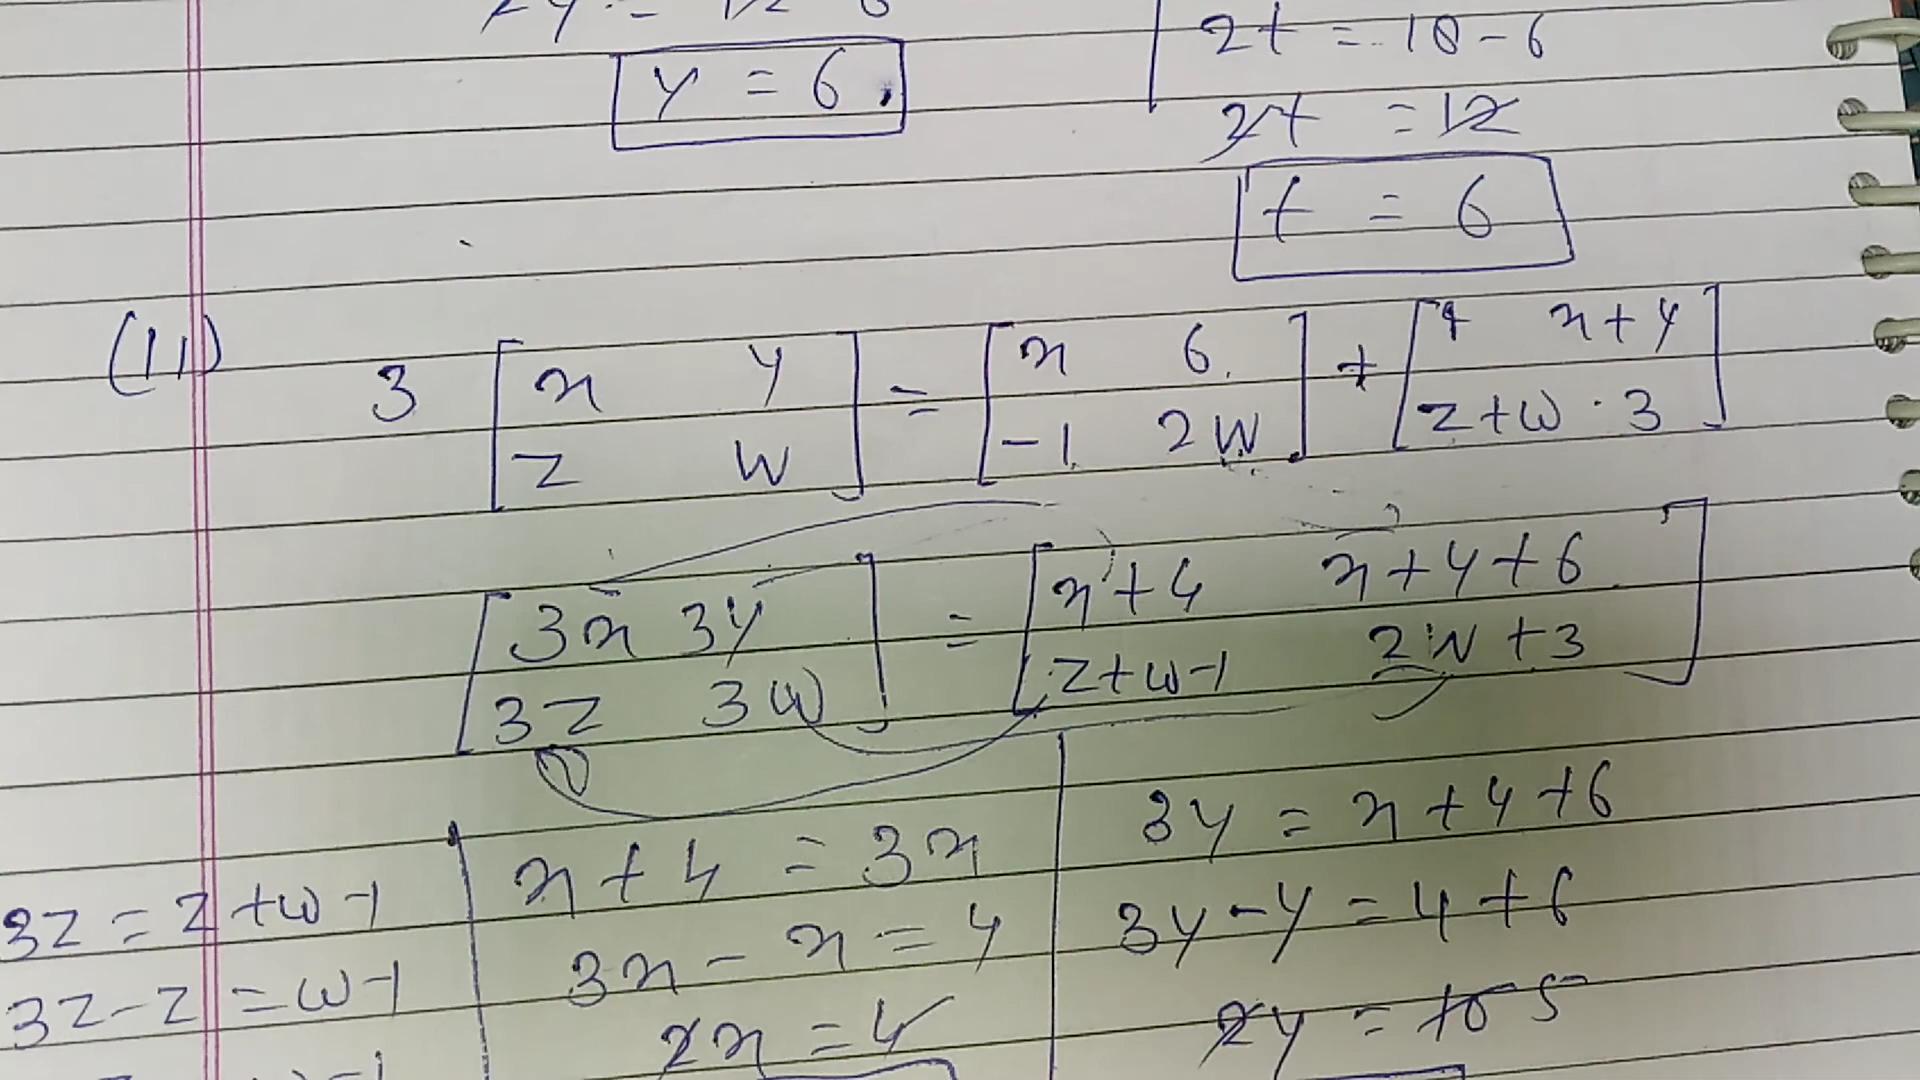 y = 6
2t = 18 - 6
2t = 12
t = 6
(11) 3 [x y = [x 6 + [4 x+y
z w] -1 2w] z+w 3]
[3x 3y = [x+4 x+y+6
3z 3w] z+w-1 2w+3]
3z = z+w-1
3z-z = w-1
x+4 = 3x
3x - x = 4
2x = 4
3y = x+y+6
3y-y = 4+6
2y = 10 5